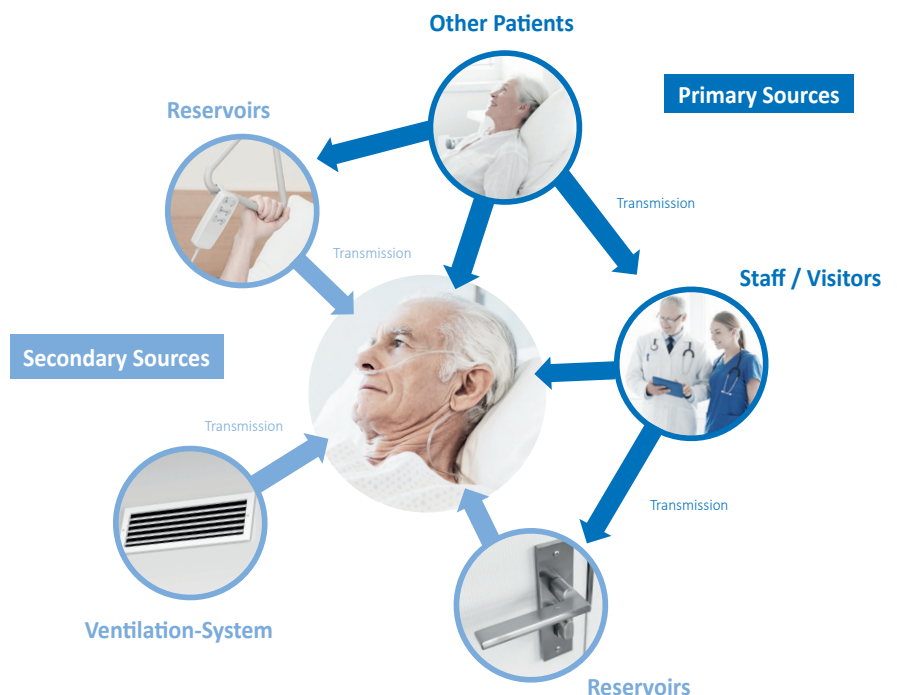 Other Patients
Primary Sources
Reservoirs
Transmission
Transmission
Staff / Visitors
Secondary Sources
Transmission
Transmission
Ventilation-System
Reservoirs